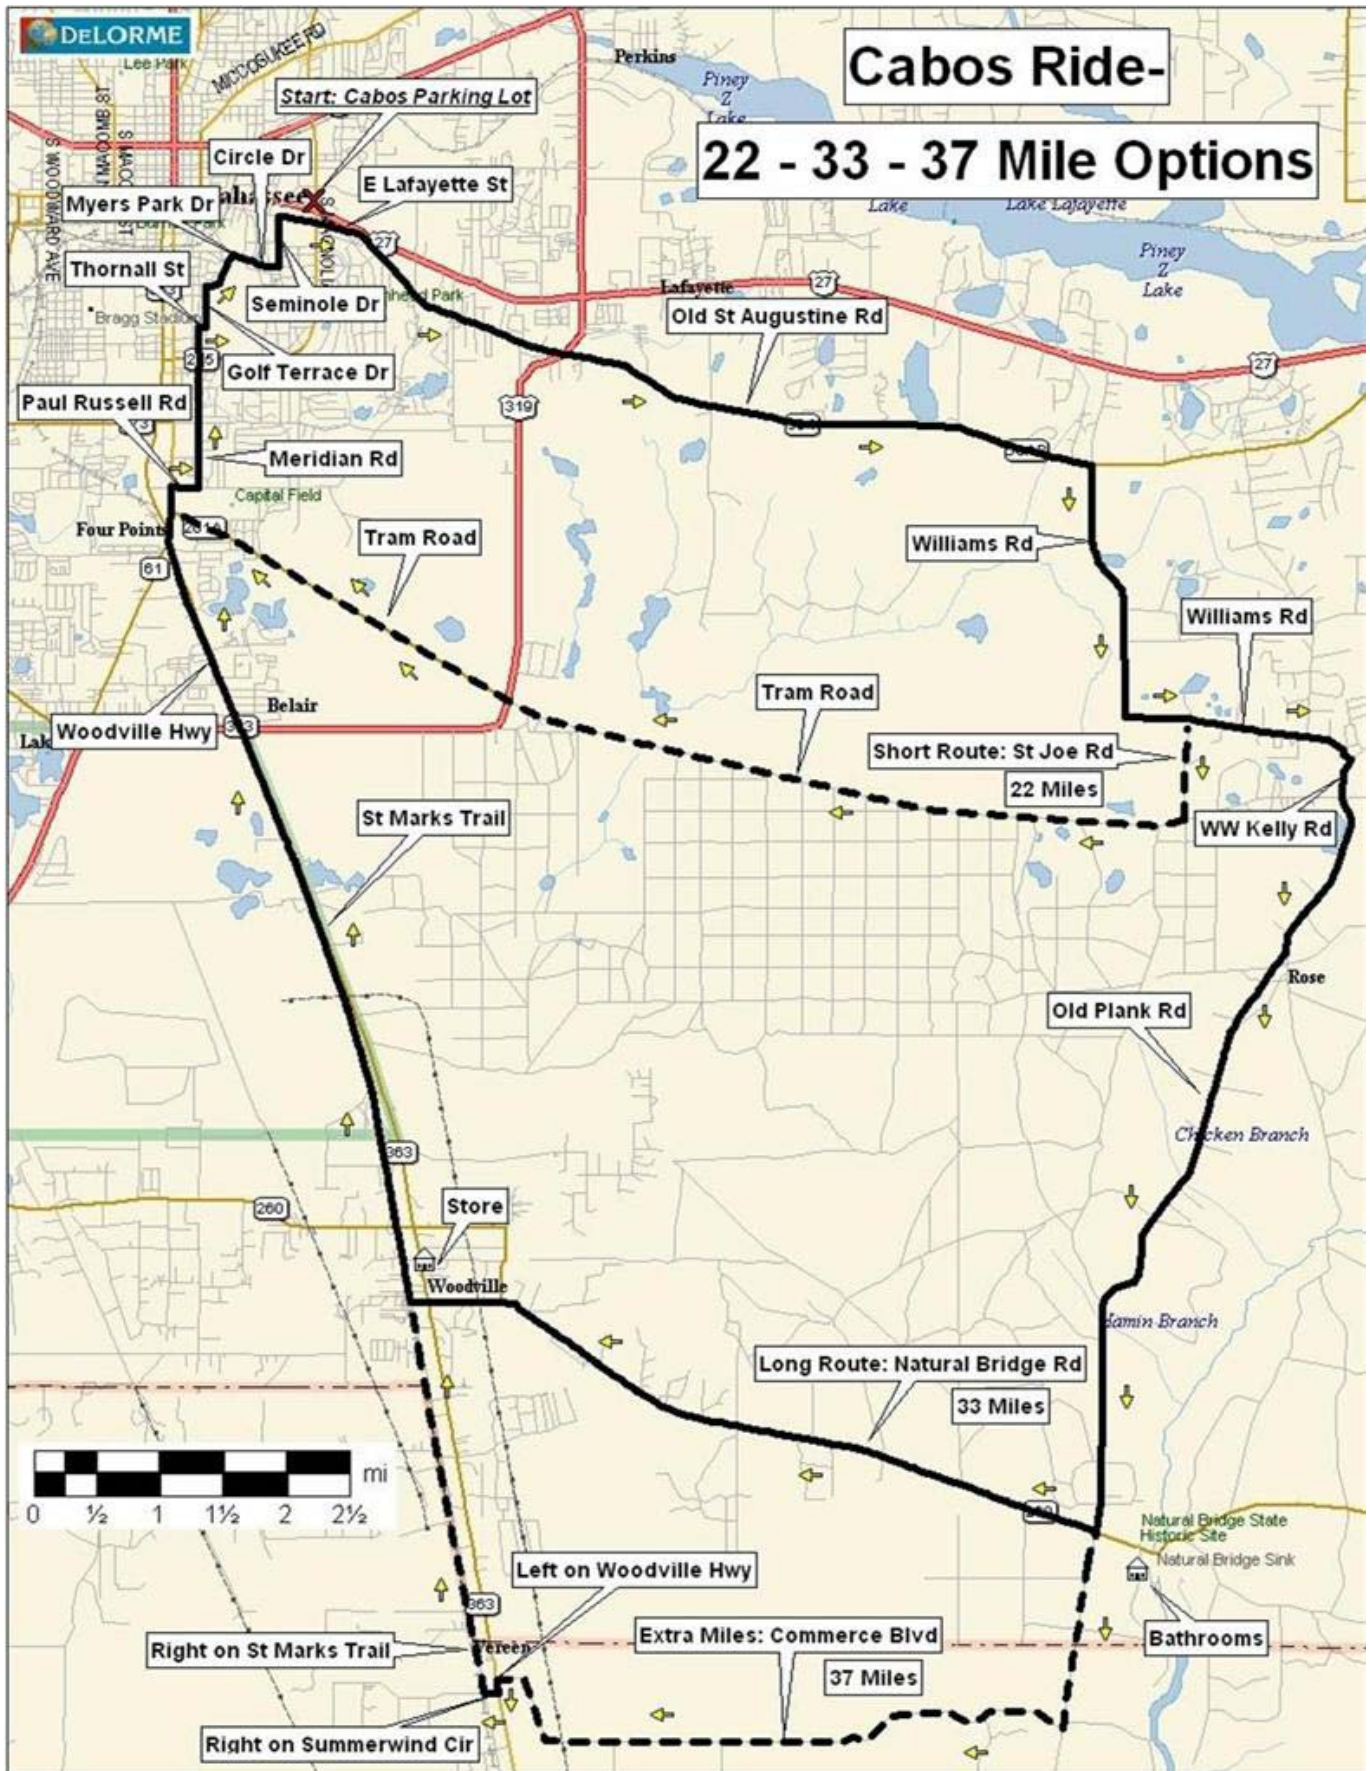 DELORME
Cabos Ride-
22 - 33 - 37 Mile Options
Lee Park
MICCOSUKEE RD
Perkins
Piney
Z
Lake
Start: Cabos Parking Lot
Circle Dr
E Lafayette St
Myers Park Dr
S WOODWARD AVE
Lake
Lake Lafayette
27
Piney
Z
Lake
Thornall St
Seminole Dr
Lafayette
27
Bragg Stadium
Old St Augustine Rd
Golf Terrace Dr
27
Paul Russell Rd
319
Meridian Rd
Capital Field
Four Points
Tram Road
Williams Rd
61
Williams Rd
Belair
Tram Road
Woodville Hwy
Short Route: St Joe Rd
22 Miles
St Marks Trail
WW Kelly Rd
Rose
Old Plank Rd
Chicken Branch
363
Store
260
Woodville
Branch
Long Route: Natural Bridge Rd
33 Miles
mi
0 ½ 1 1½ 2 2½
Natural Bridge State
Historic Site
Natural Bridge Sink
Left on Woodville Hwy
363
Extra Miles: Commerce Blvd
Bathrooms
Right on St Marks Trail
37 Miles
Right on Summerwind Cir